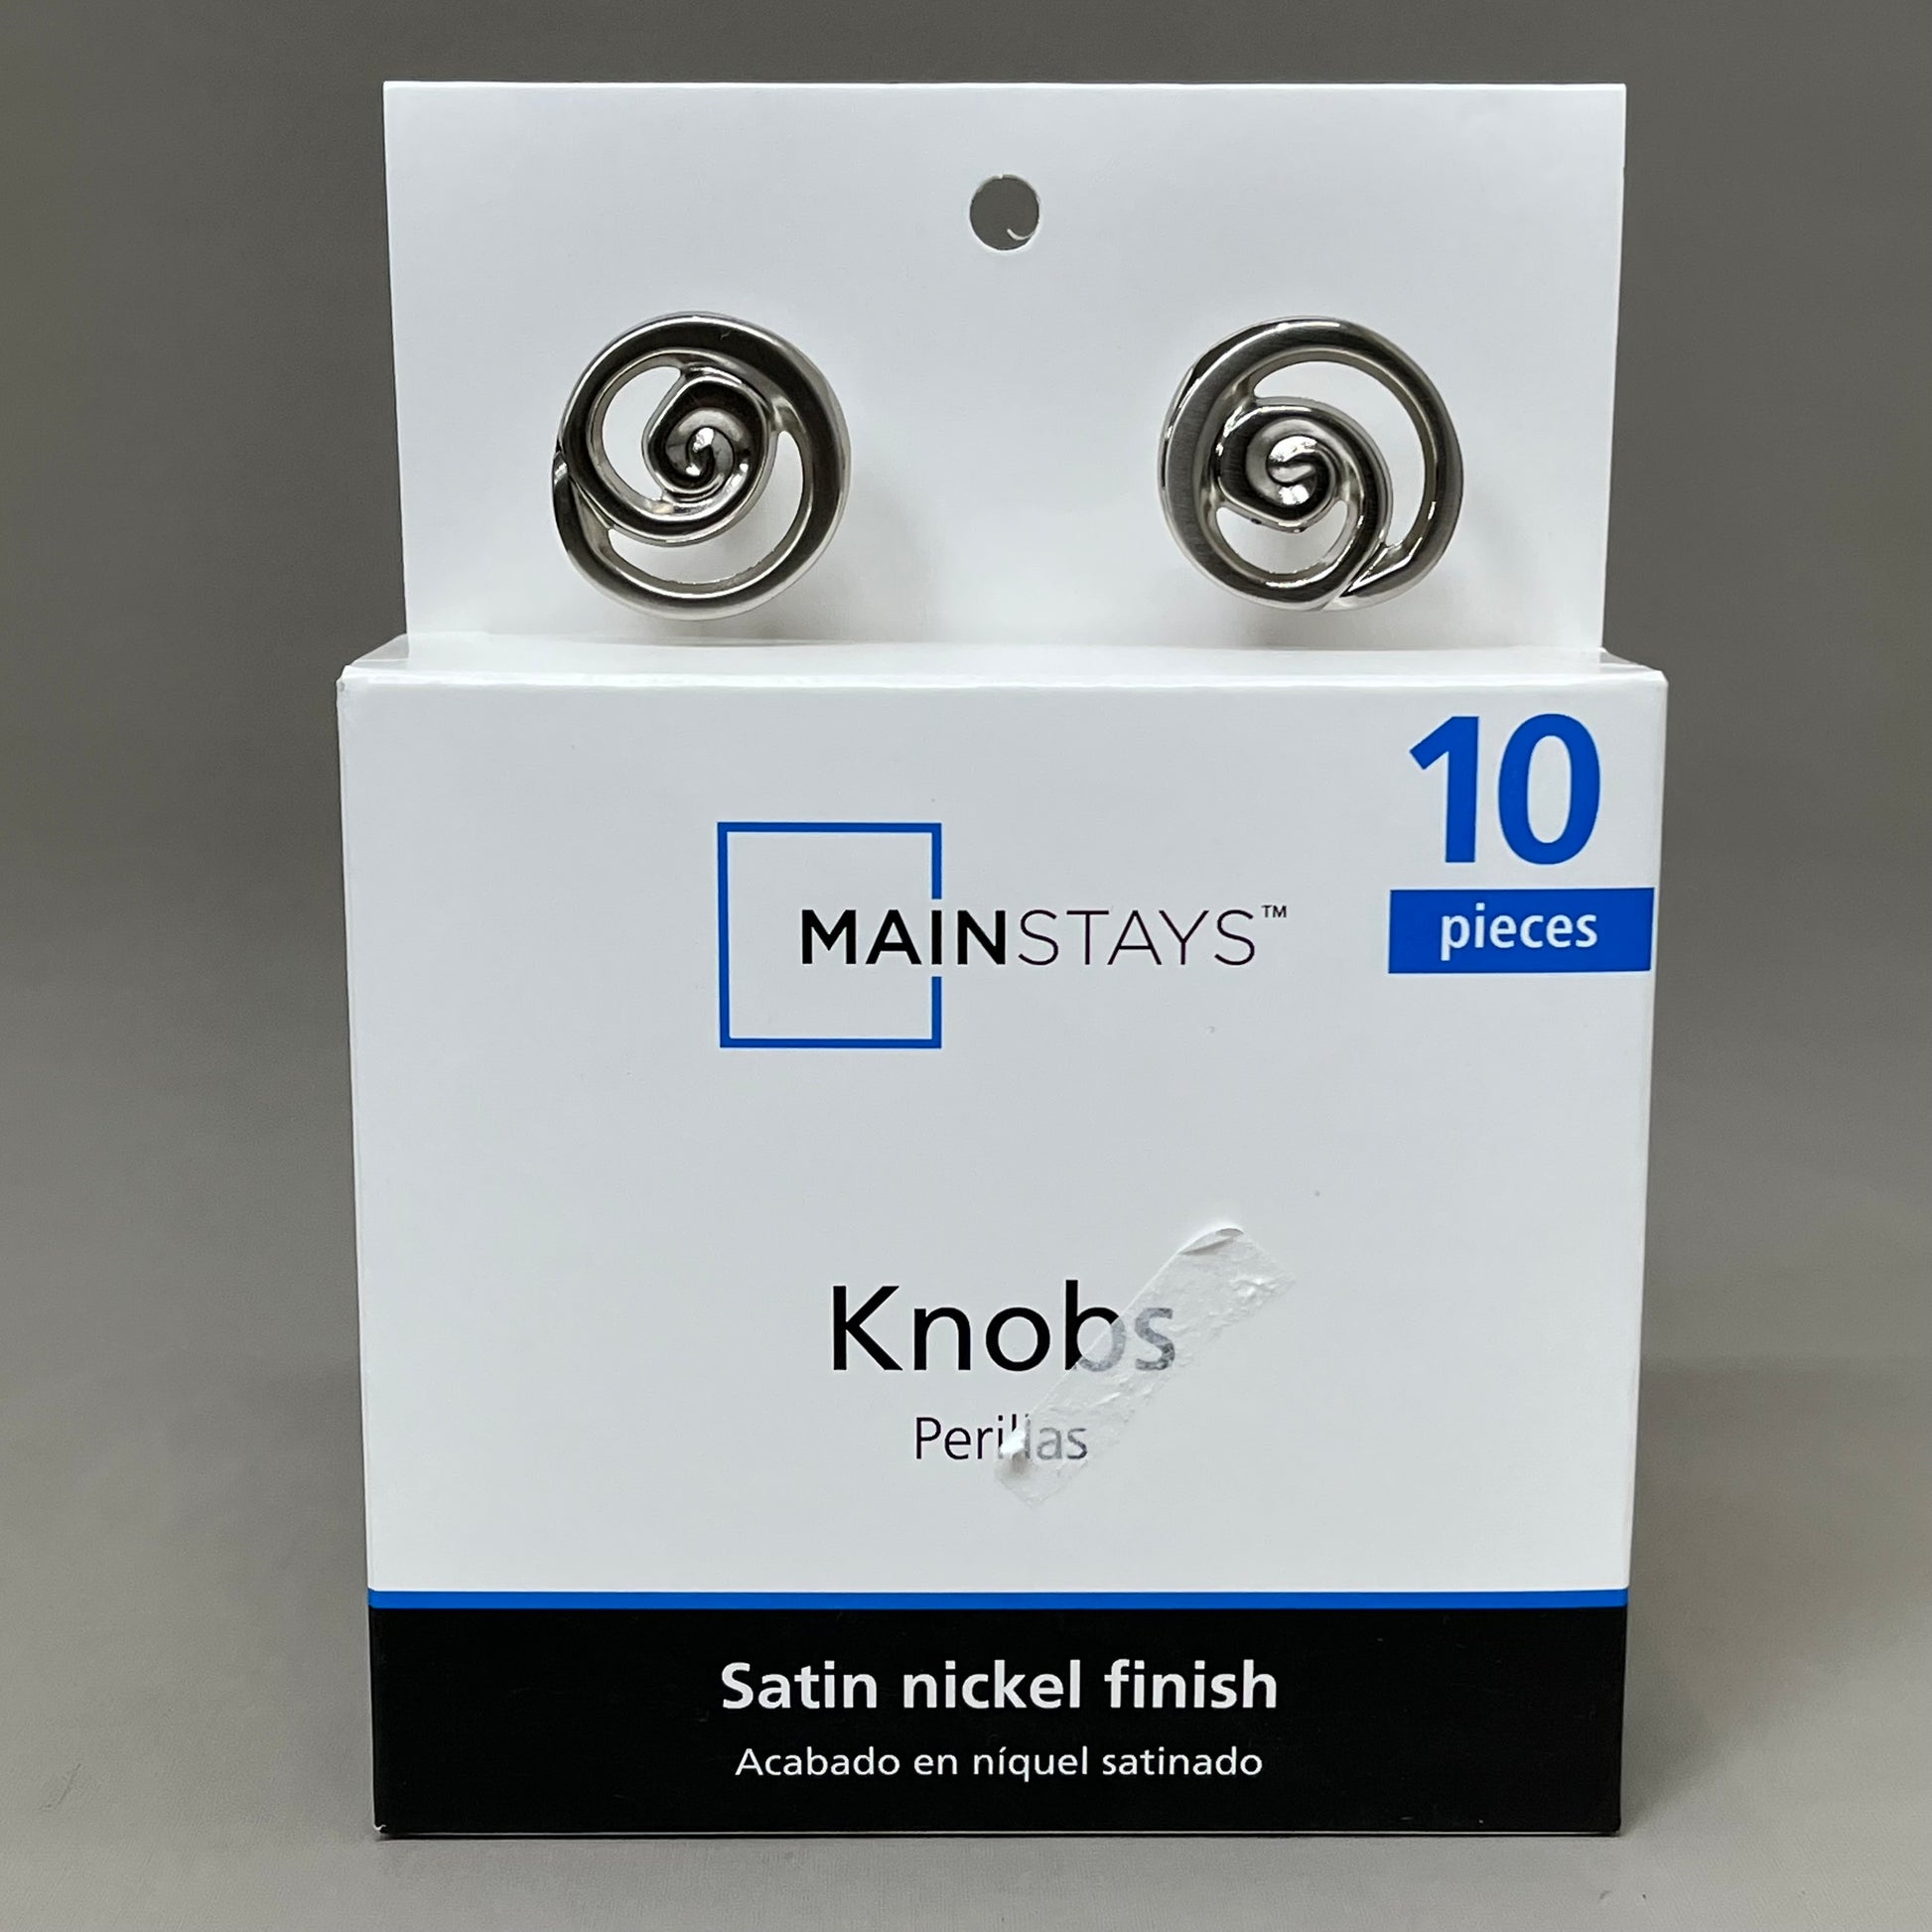 10
pieces
MAINSTAYS™
Knobs
Perillas
Satin nickel finish
Acabado en níquel satinado